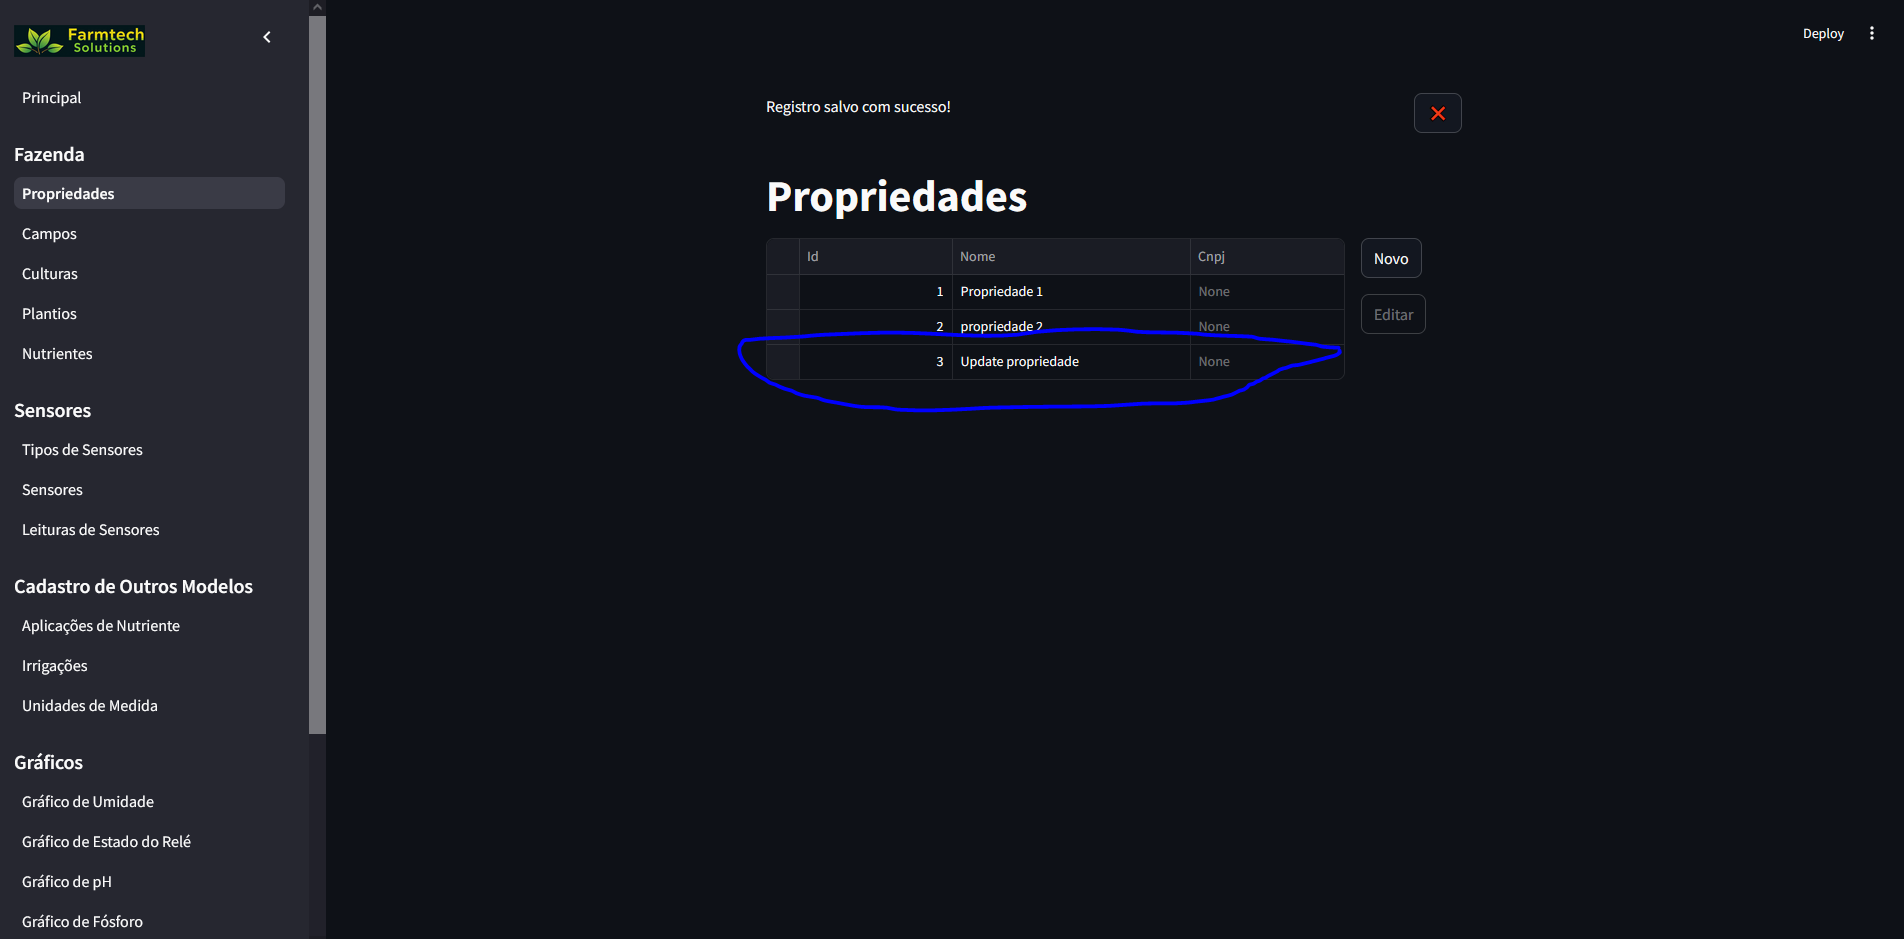 Farmtech
Solutions
Principal
Fazenda
Propriedades
Campos
Culturas
Plantios
Nutrientes
Sensores
Tipos de Sensores
Sensores
Leituras de Sensores
Cadastro de Outros Modelos
Aplicações de Nutriente
Irrigações
Unidades de Medida
Gráficos
Gráfico de Umidade
Gráfico de Estado do Relé
Gráfico de pH
Gráfico de Fósforo
Deploy
Registro salvo com sucesso!
Propriedades
Id Nome Cnpj
1 Propriedade 1 None
2 propriedade 2 None
3 Update propriedade None
Novo
Editar